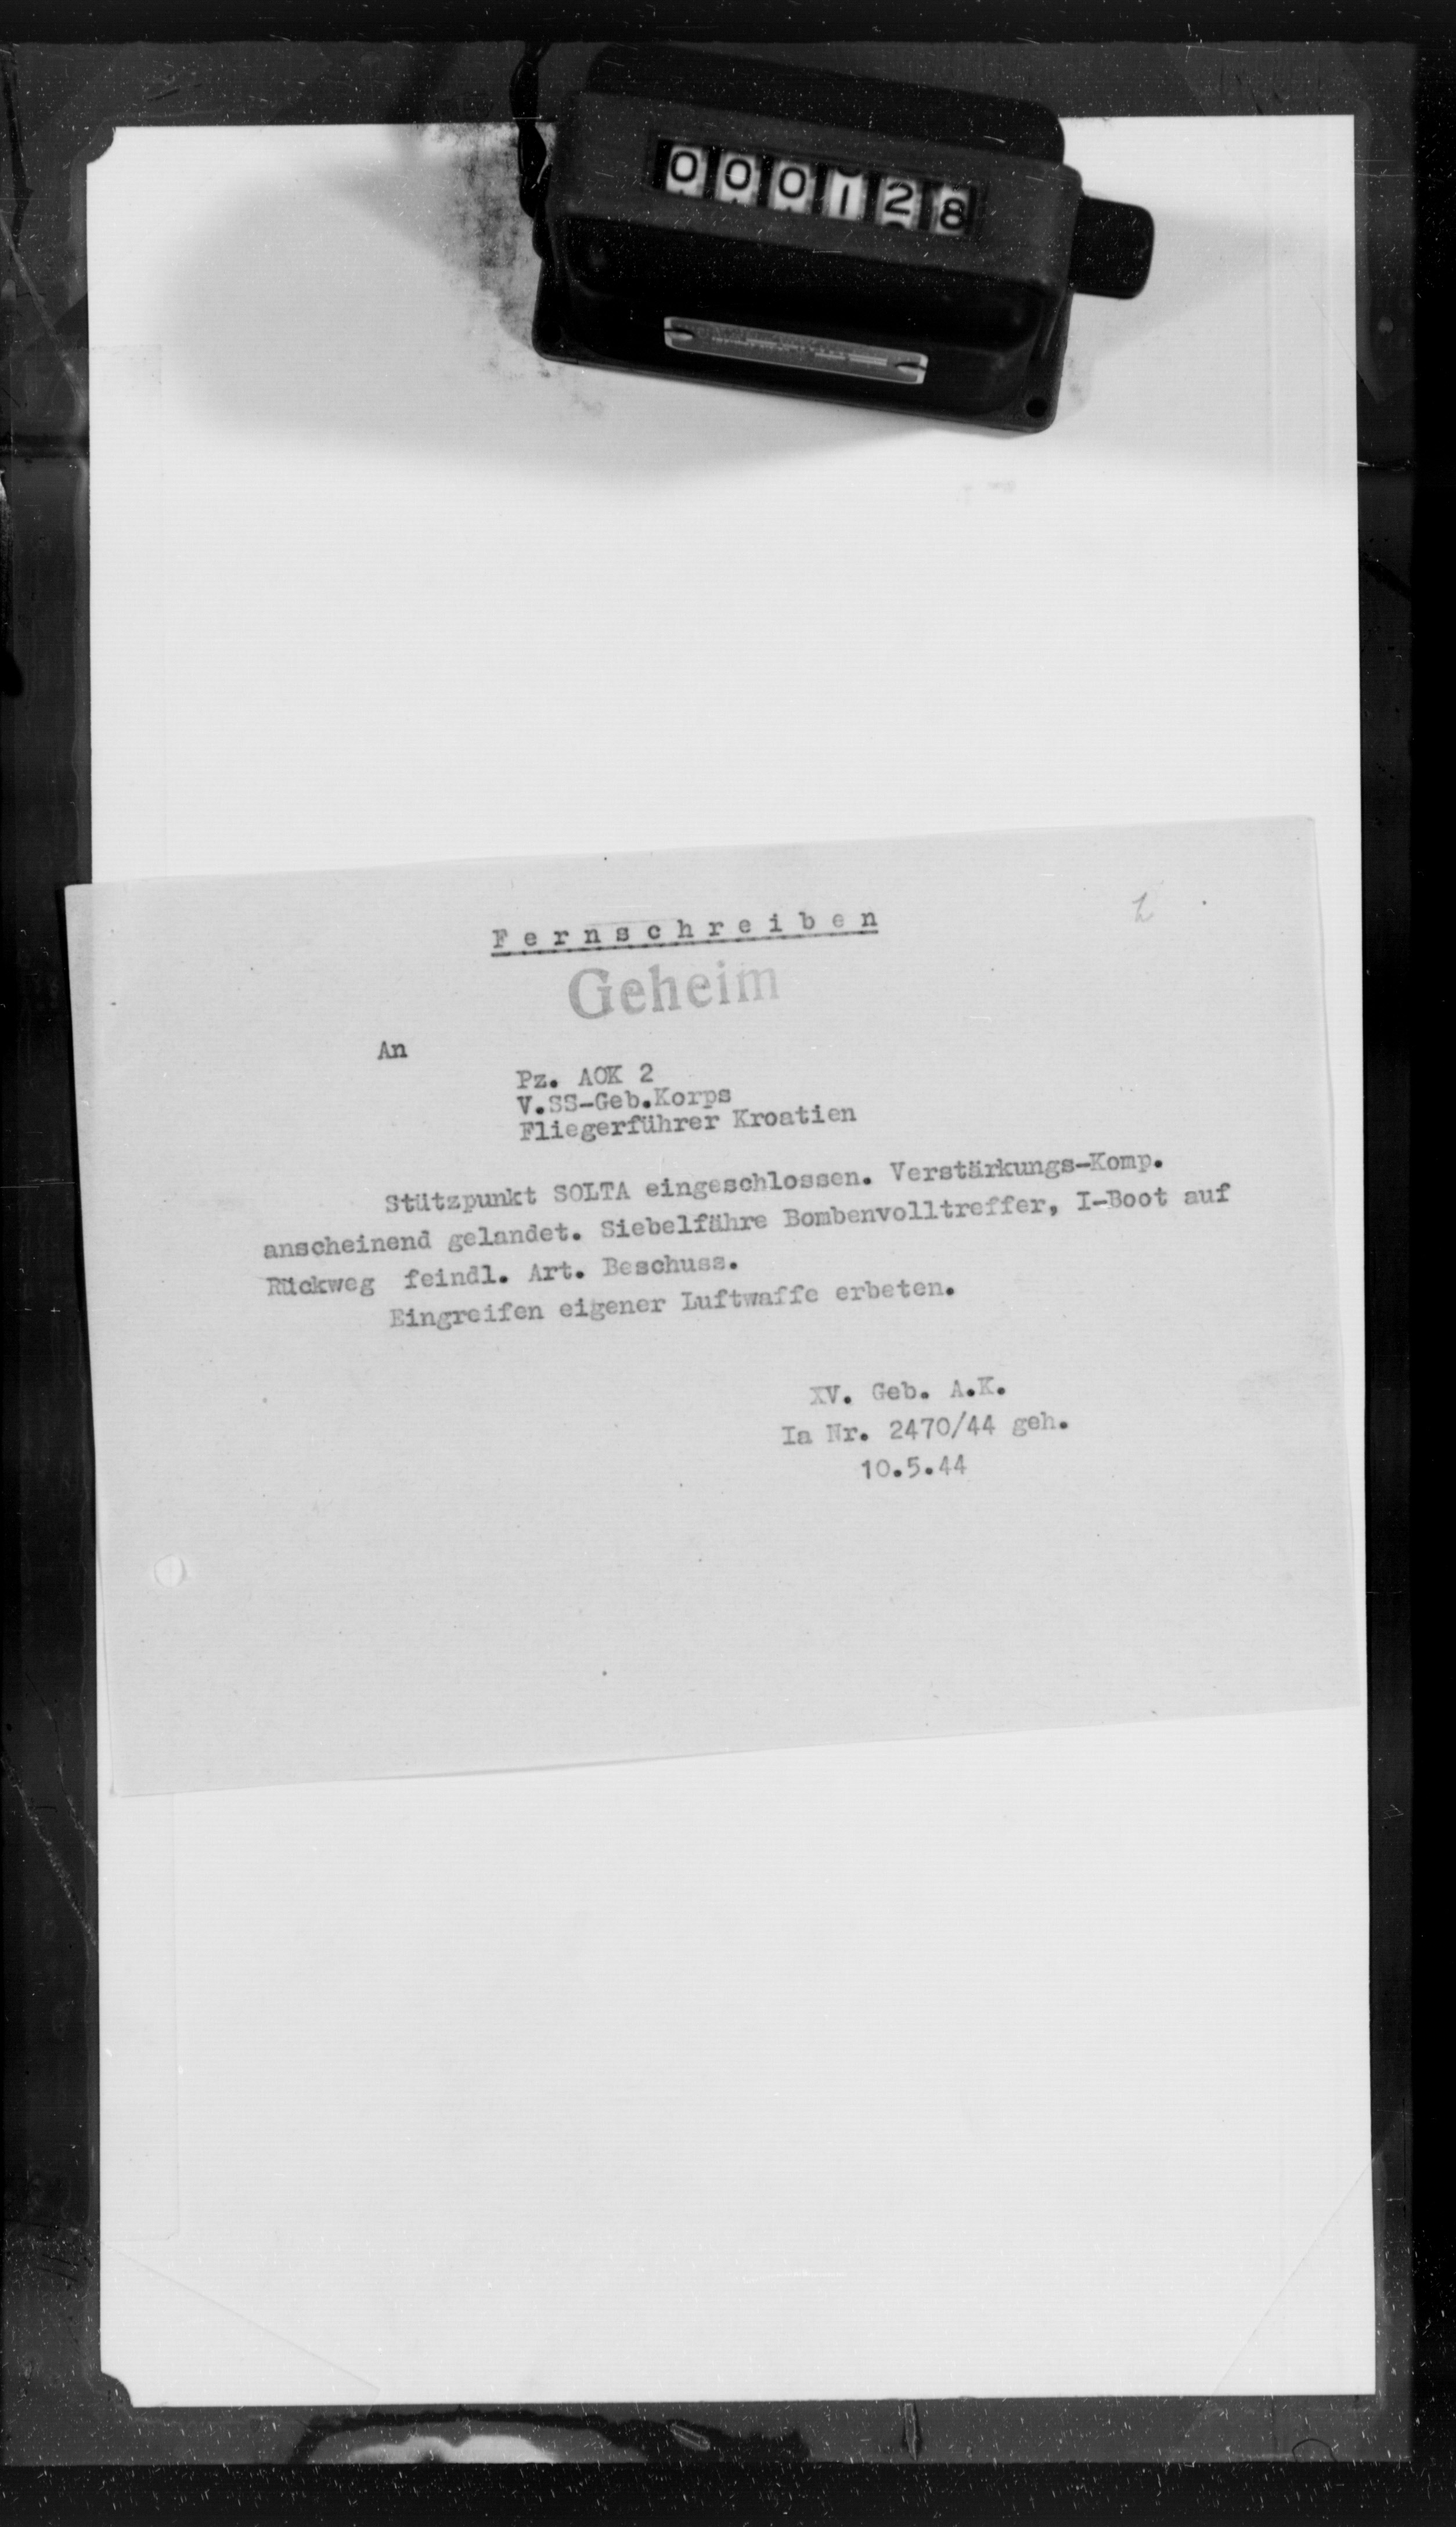 000128
2
Fernschreiben
Geheim
An
Pz. AOK 2
V.SS-Geb.Korps
Fliegerführer Kroatien
Stützpunkt SOLTA eingeschlossen. Verstärkungs-Komp.
anscheinend gelandet. Siebelfähre Bombenvolltreffer, I-Boot auf
Rückweg feindl. Art. Beschuss.
Eingreifen eigener Luftwaffe erbeten.
XV. Geb. A.K.
Ia Nr. 2470/44 geh.
10.5.44